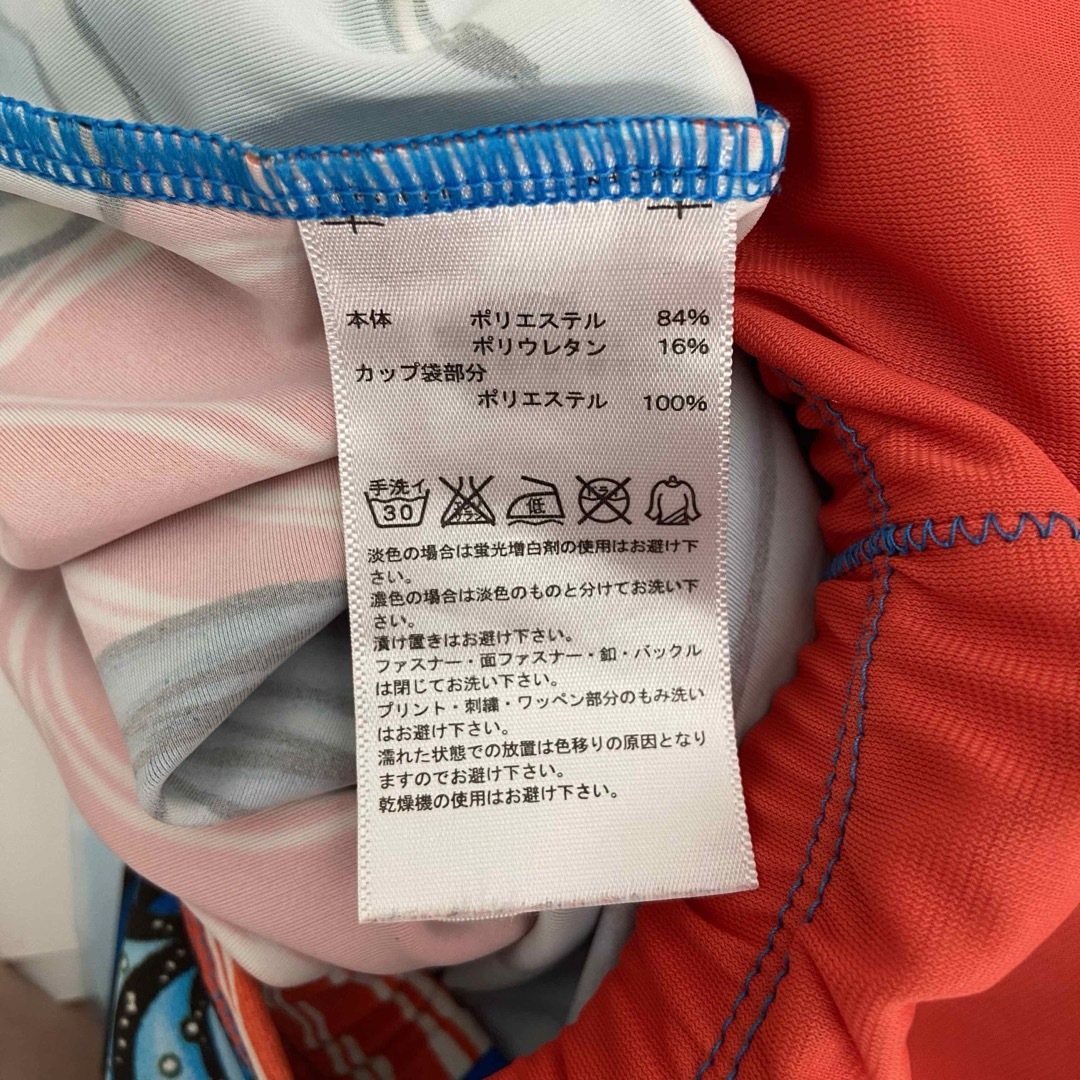 本体 ポリエステル 84%
ポリウレタン 16%
カップ袋部分
ポリエステル 100%
手洗イ 30 低
淡色の場合は蛍光増白剤の使用はお避け下
さい。
濃色の場合は淡色のものと分けてお洗い下
さい。
漬け置きはお避け下さい。
ファスナー・面ファスナー・釦・バックル
は閉じてお洗い下さい。
プリント・刺繍・ワッペン部分のもみ洗い
はお避け下さい。
濡れた状態での放置は色移りの原因となり
ますのでお避け下さい。
乾燥機の使用はお避け下さい。